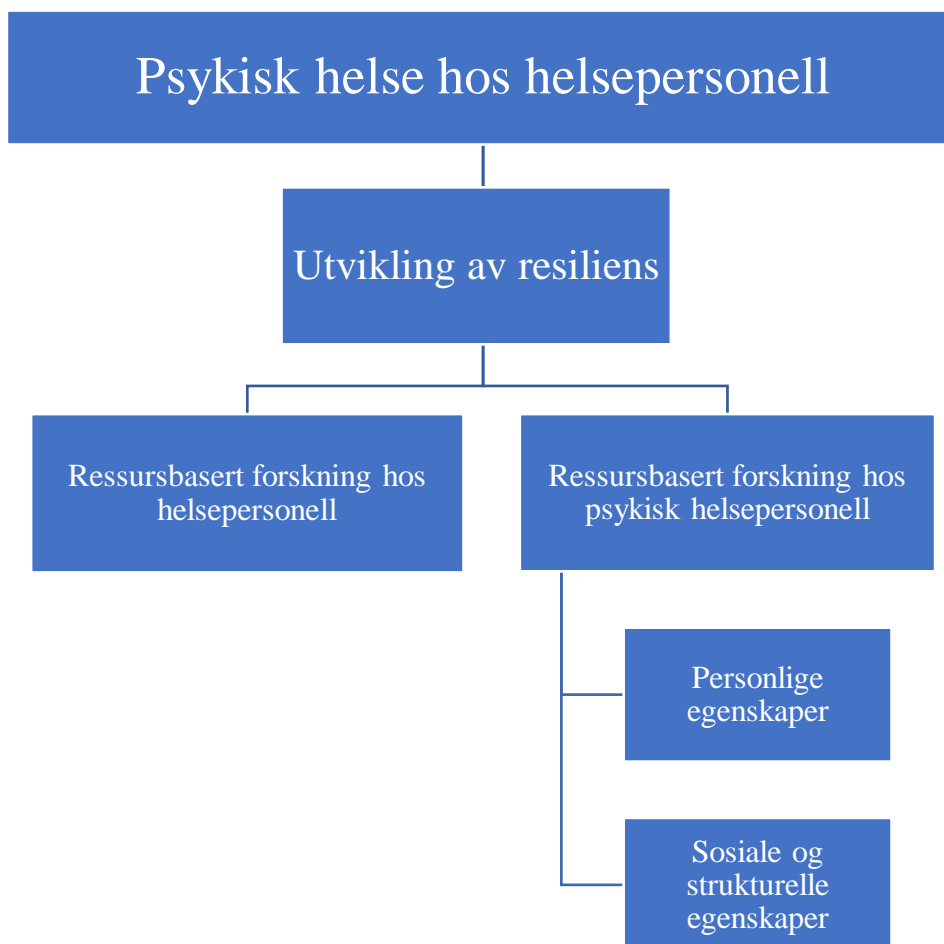 Psykisk helse hos helsepersonell
Utvikling av resiliens
Ressursbasert forskning hos
helsepersonell
Ressursbasert forskning hos
psykisk helsepersonell
Personlige
egenskaper
Sosiale og
strukturelle
egenskaper